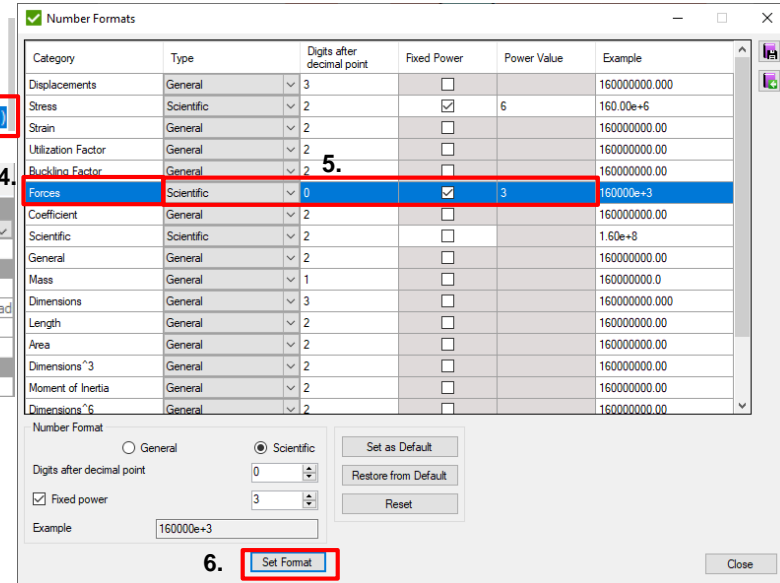 Number Formats
Category Type Digits after decimal point Fixed Power Power Value Example
Displacements General 3 160000000.000
Stress Scientific 2 6 160.00e+6
)
Strain General 2 160000000.00
Utilization Factor General 2 160000000.00
Buckling Factor General 2 160000000.00
4.
5.
Forces Scientific 0 3 160000e+3
Coefficient General 2 160000000.00
Scientific Scientific 2 1.60e+8
General General 2 160000000.00
Mass General 1 160000000.0
Dimensions General 3 160000000.000
ad
Length General 2 160000000.00
Area General 2 160000000.00
Dimensions^3 General 2 160000000.00
Moment of Inertia General 2 160000000.00
Dimensions^6 General 2 160000000.00
Number Format
General Scientific
Set as Default
Digits after decimal point 0
Restore from Default
Fixed power 3
Reset
Example 160000e+3
6. Set Format
Close